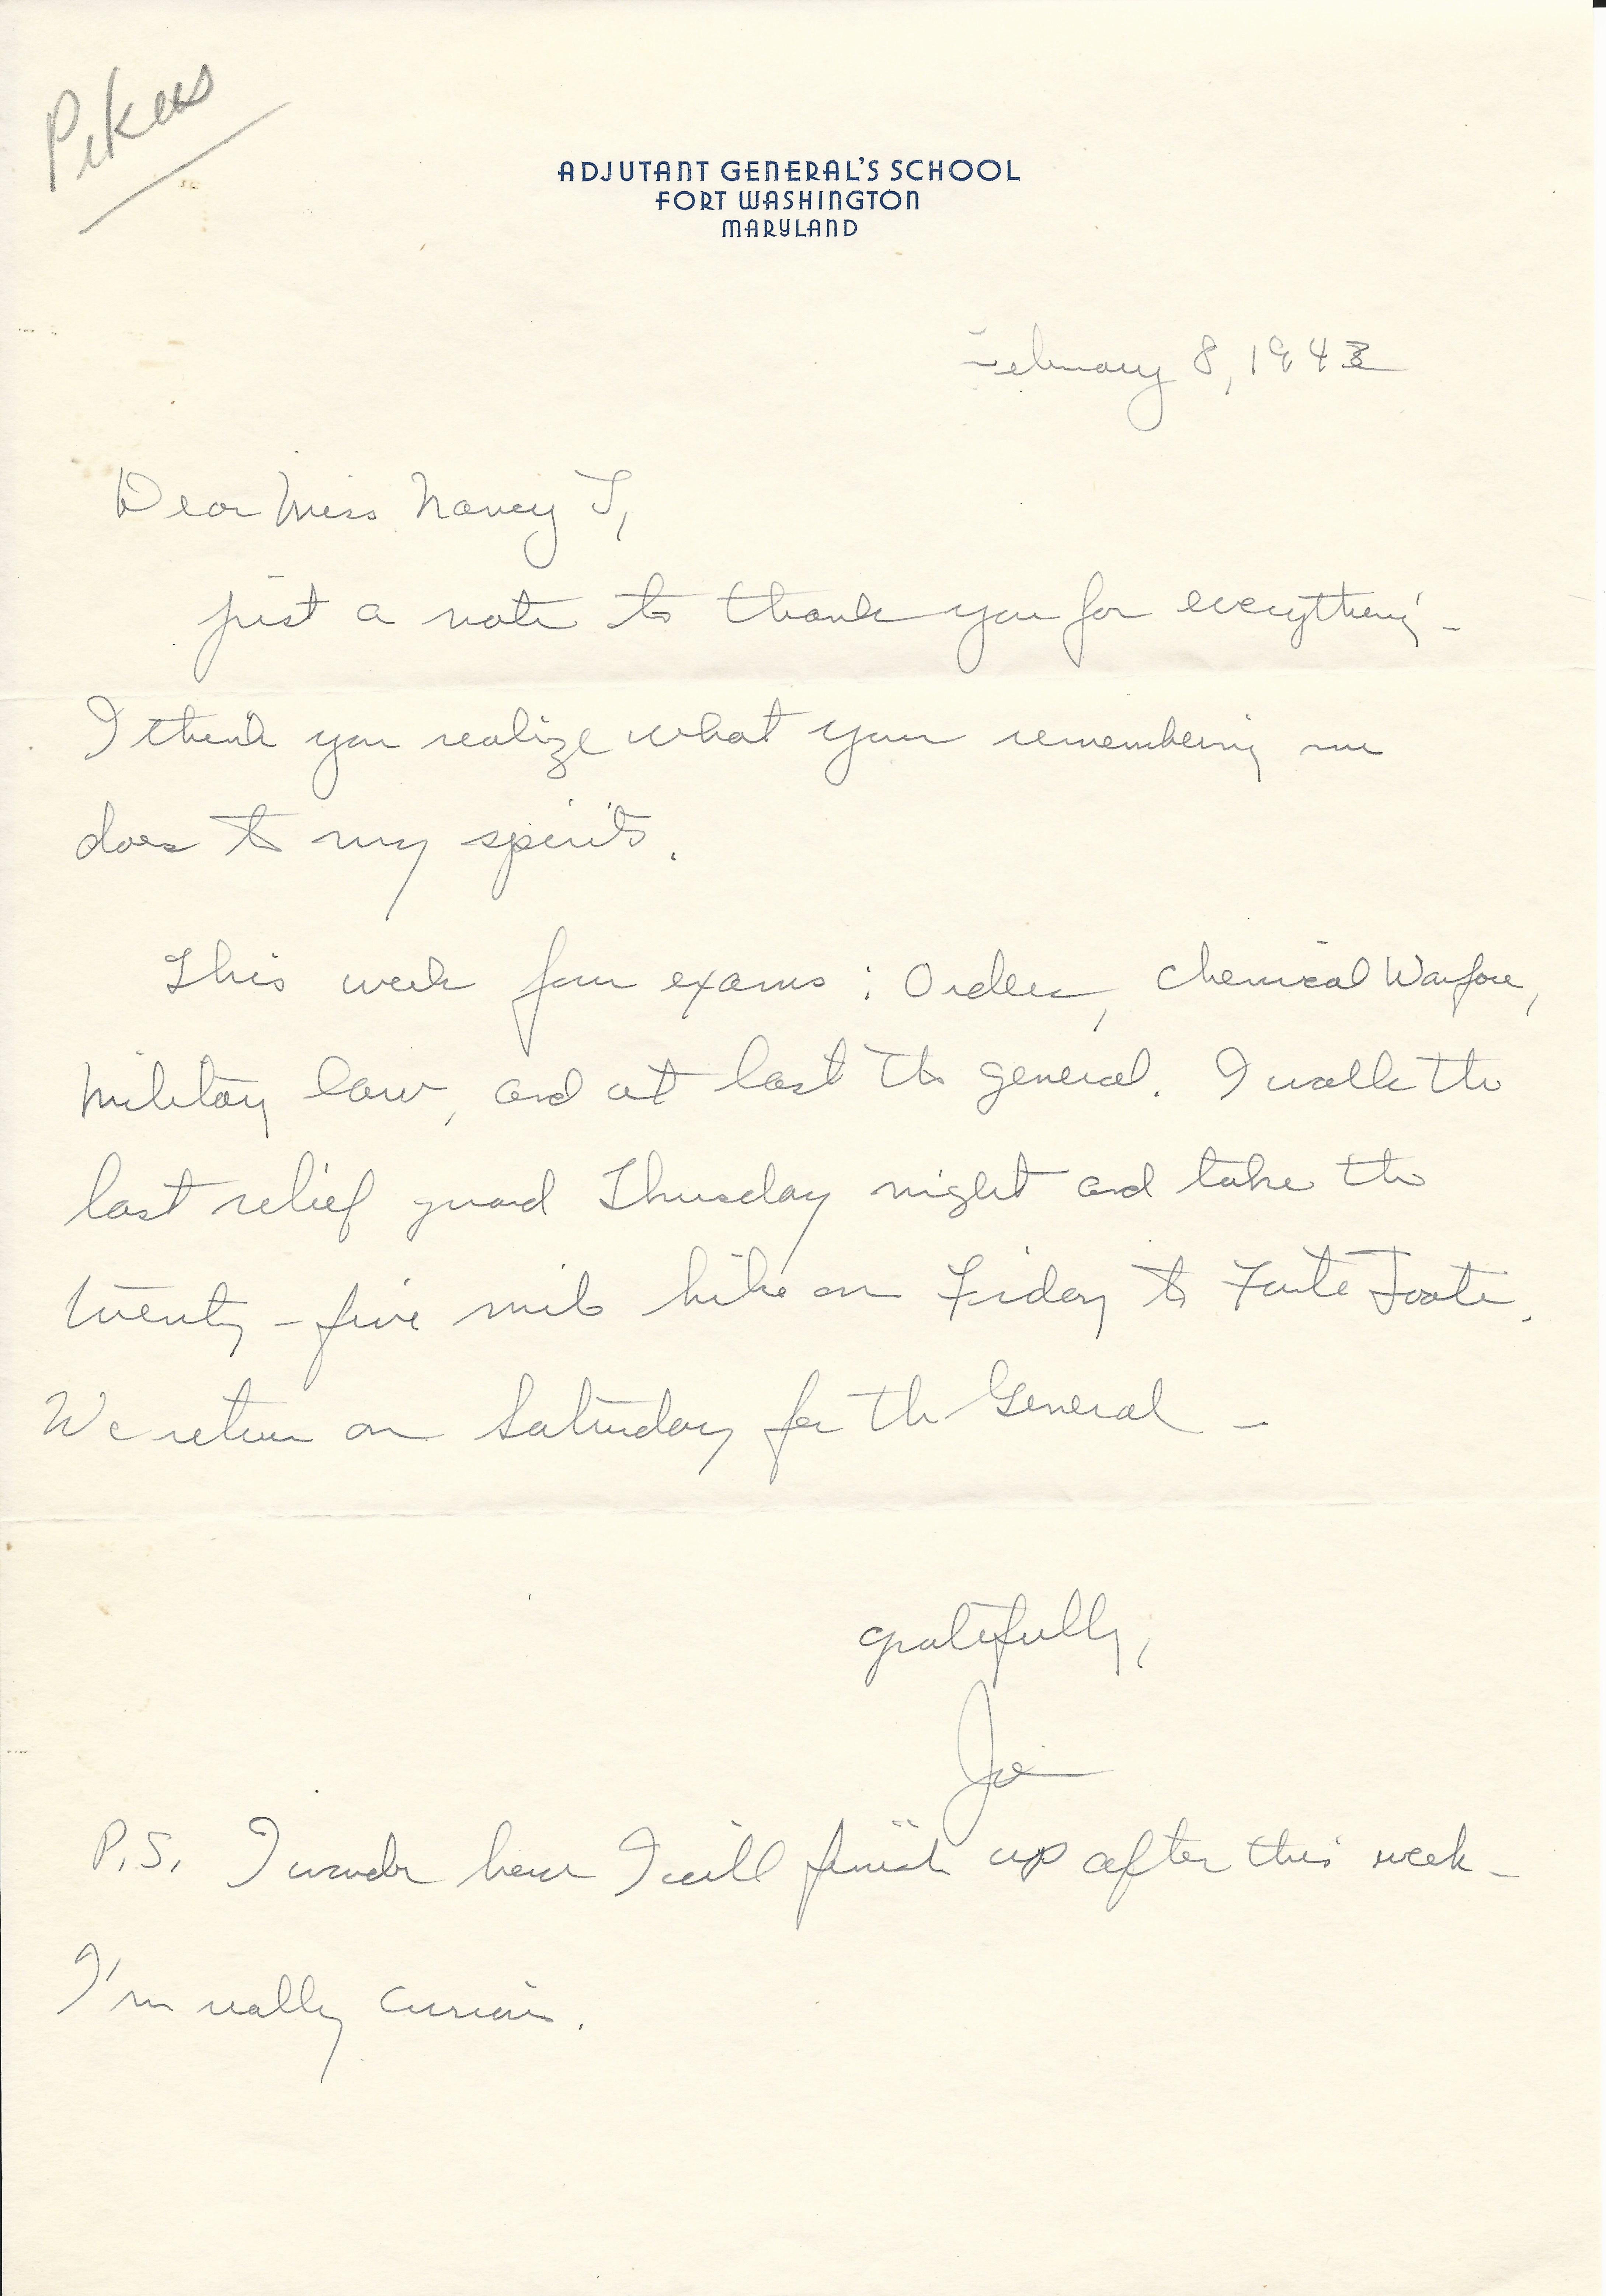 Pikus
ADJUTANT GENERAL'S SCHOOL
FORT WASHINGTON
MARYLAND
February 8, 1943
Dear Miss Nancy T,
just a note to thank you for everything –
I think you realize what your remembering me
does to my spirits.
This week four exams: Orders, Chemical Warfare,
Military law, and at last the general. I walk the
last relief guard Thursday night and take the
twenty-five mile hike on Friday to Forte Foote.
We return on Saturday for the General –
gratefully,
Joe
P.S. I wonder how I will finish up after this week –
I'm really curious.